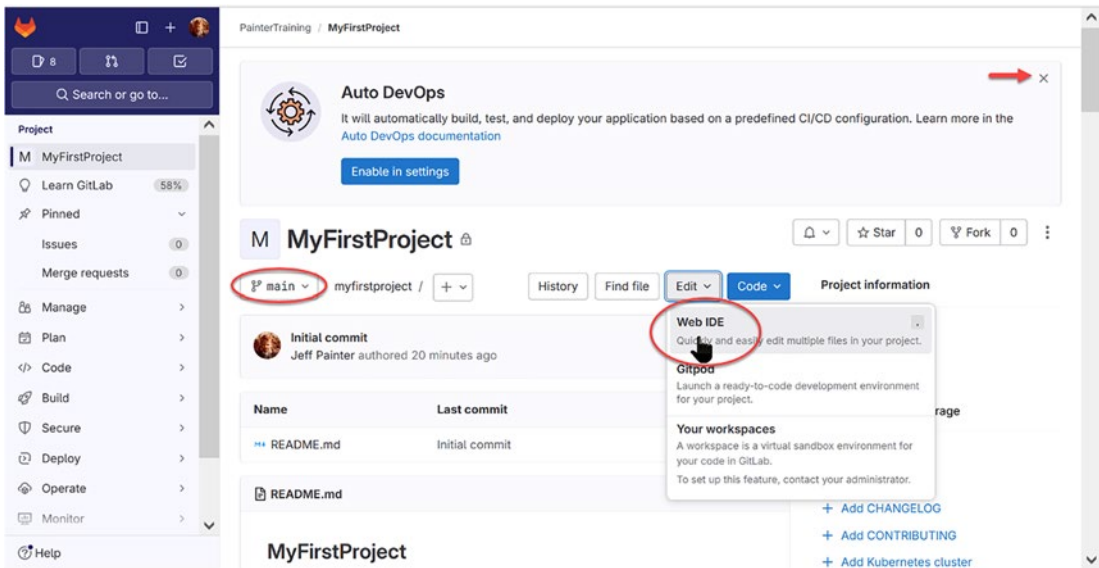 PainterTraining / MyFirstProject
8
Search or go to...
Project
M MyFirstProject
Learn GitLab 58%
Pinned
Issues 0
Merge requests 0
Manage
Plan
Code
Build
Secure
Deploy
Operate
Monitor
Help
Auto DevOps
It will automatically build, test, and deploy your application based on a predefined CI/CD configuration. Learn more in the
Auto DevOps documentation
Enable in settings
M MyFirstProject
Star 0 Fork 0
main myfirstproject / + History Find file Edit Code
Project information
Initial commit
Jeff Painter authored 20 minutes ago
Web IDE .
Quickly and easily edit multiple files in your project.
Gitpod
Launch a ready-to-code development environment
for your project.
Your workspaces
A workspace is a virtual sandbox environment for
your code in GitLab.
To set up this feature, contact your administrator.
Name Last commit
README.md Initial commit
README.md
MyFirstProject
+ Add CHANGELOG
+ Add CONTRIBUTING
+ Add Kubernetes cluster